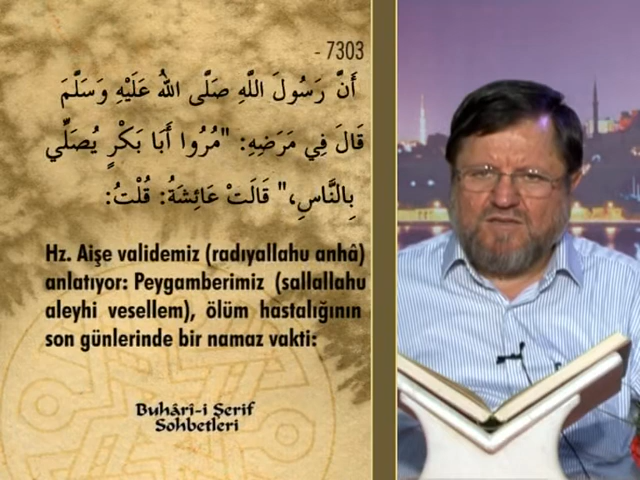 - 7303
أَنَّ رَسُولَ اللَّهِ صَلَّى اللهُ عَلَيْهِ وَسَلَّمَ
قَالَ فِي مَرَضِهِ: "مُرُوا أَبَا بَكْرٍ يُصَلِّي
بِالنَّاسِ،" قَالَتْ عَائِشَةُ: قُلْتُ:
Hz. Aişe validemiz (radıyallahu anhâ)
anlatıyor: Peygamberimiz (sallallahu
aleyhi vesellem), ölüm hastalığının
son günlerinde bir namaz vakti:
Buhârî-i Şerif
Sohbetleri